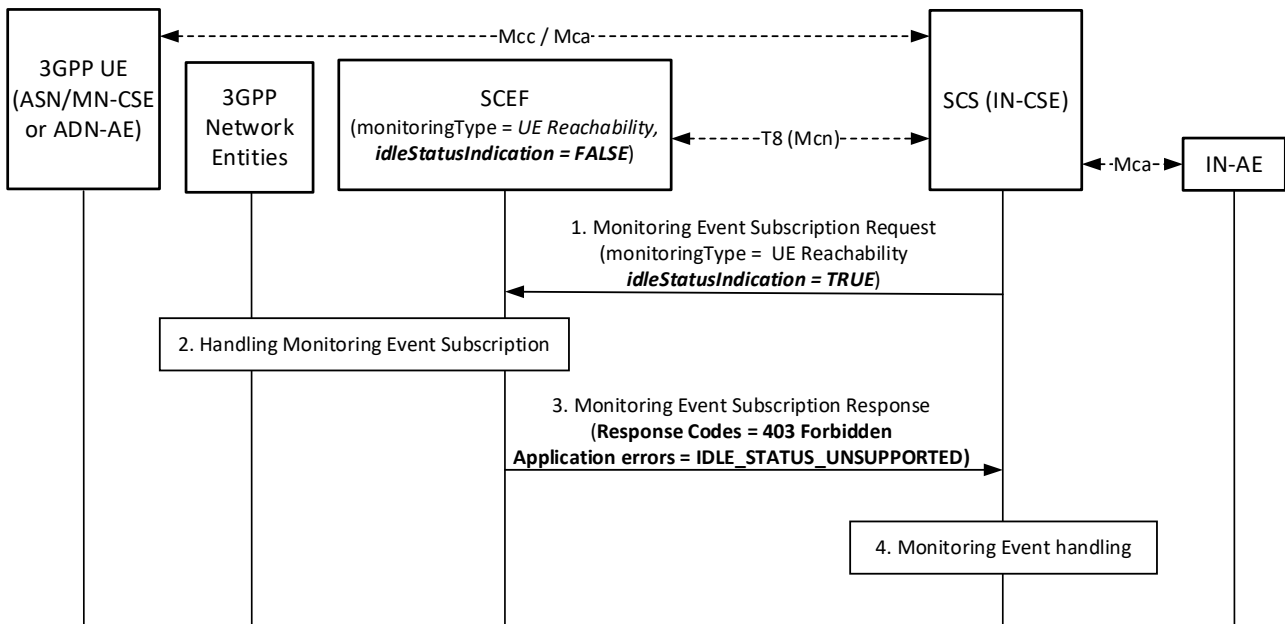 Mcc / Mca
3GPP UE
(ASN/MN-CSE
or ADN-AE)
3GPP
Network
Entities
SCEF
(monitoringType = UE Reachability,
idleStatusIndication = FALSE)
T8 (Mcn)
SCS (IN-CSE)
Mca
IN-AE
1. Monitoring Event Subscription Request
(monitoringType = UE Reachability
idleStatusIndication = TRUE)
2. Handling Monitoring Event Subscription
3. Monitoring Event Subscription Response
(Response Codes = 403 Forbidden
Application errors = IDLE_STATUS_UNSUPPORTED)
4. Monitoring Event handling